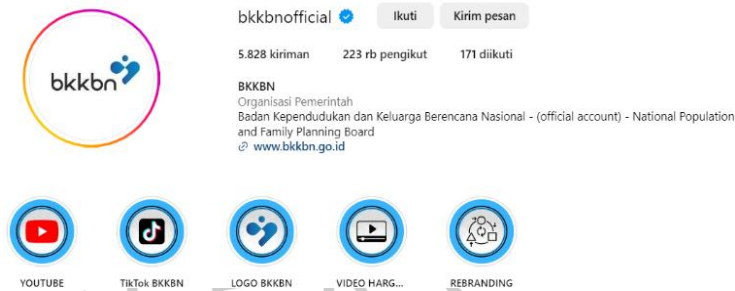 bkkbnofficial Ikuti Kirim pesan
5.828 kiriman 223 rb pengikut 171 diikuti
bkkbn
BKKBN
Organisasi Pemerintah
Badan Kependudukan dan Keluarga Berencana Nasional - (official account) - National Population
and Family Planning Board
www.bkkbn.go.id
YOUTUBE TikTok BKKBN LOGO BKKBN VIDEO HARG... REBRANDING